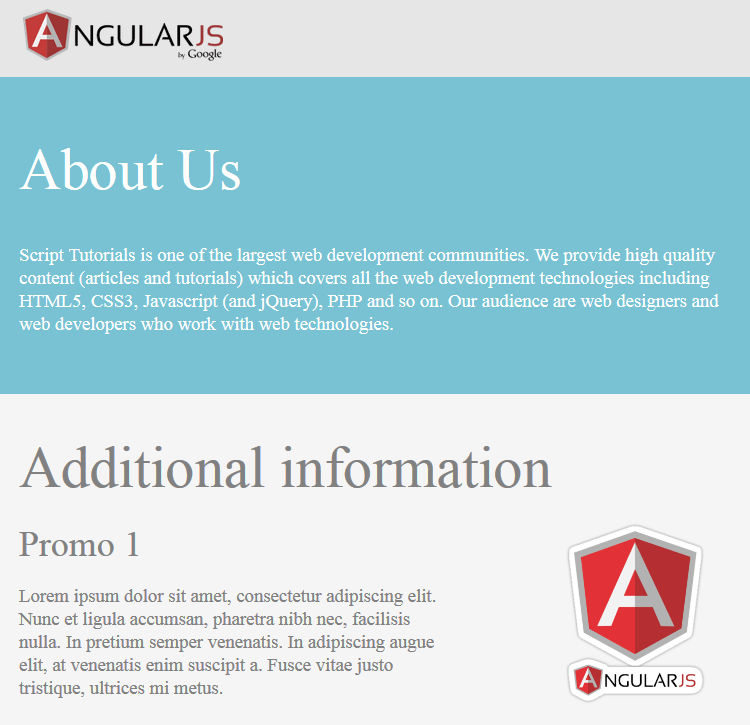 ANGULARJS
by Google
About Us
Script Tutorials is one of the largest web development communities. We provide high quality
content (articles and tutorials) which covers all the web development technologies including
HTML5, CSS3, Javascript (and jQuery), PHP and so on. Our audience are web designers and
web developers who work with web technologies.
Additional information
Promo 1
Lorem ipsum dolor sit amet, consectetur adipiscing elit.
Nunc et ligula accumsan, pharetra nibh nec, facilisis
nulla. In pretium semper venenatis. In adipiscing augue
elit, at venenatis enim suscipit a. Fusce vitae justo
tristique, ultrices mi metus.
A
ANGULARJS